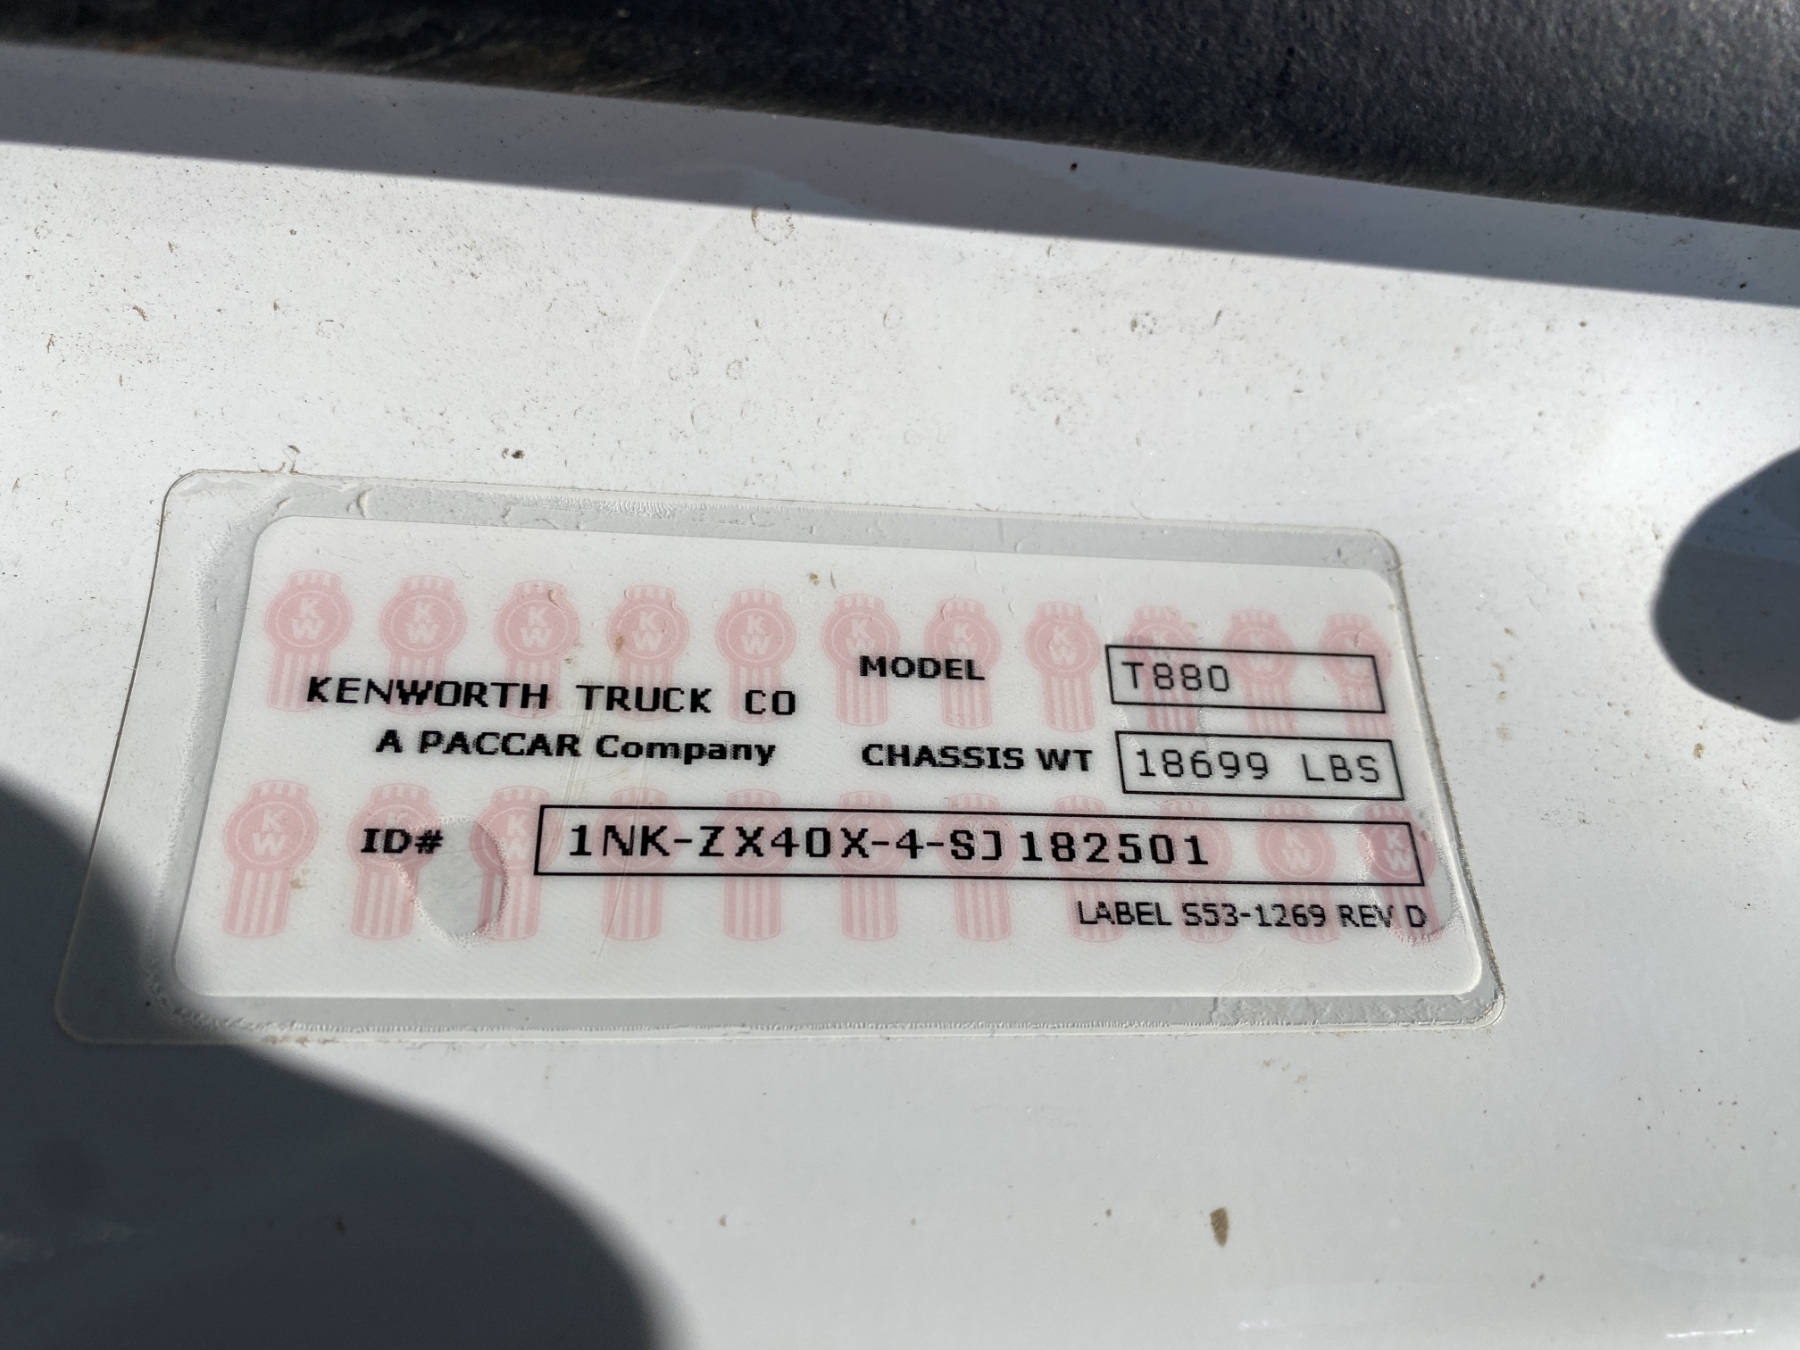 KENWORTH TRUCK CO
A PACCAR Company
MODEL T880
CHASSIS WT 18699 LBS
ID# 1NK-ZX40X-4-SJ182501
LABEL S53-1269 REV D